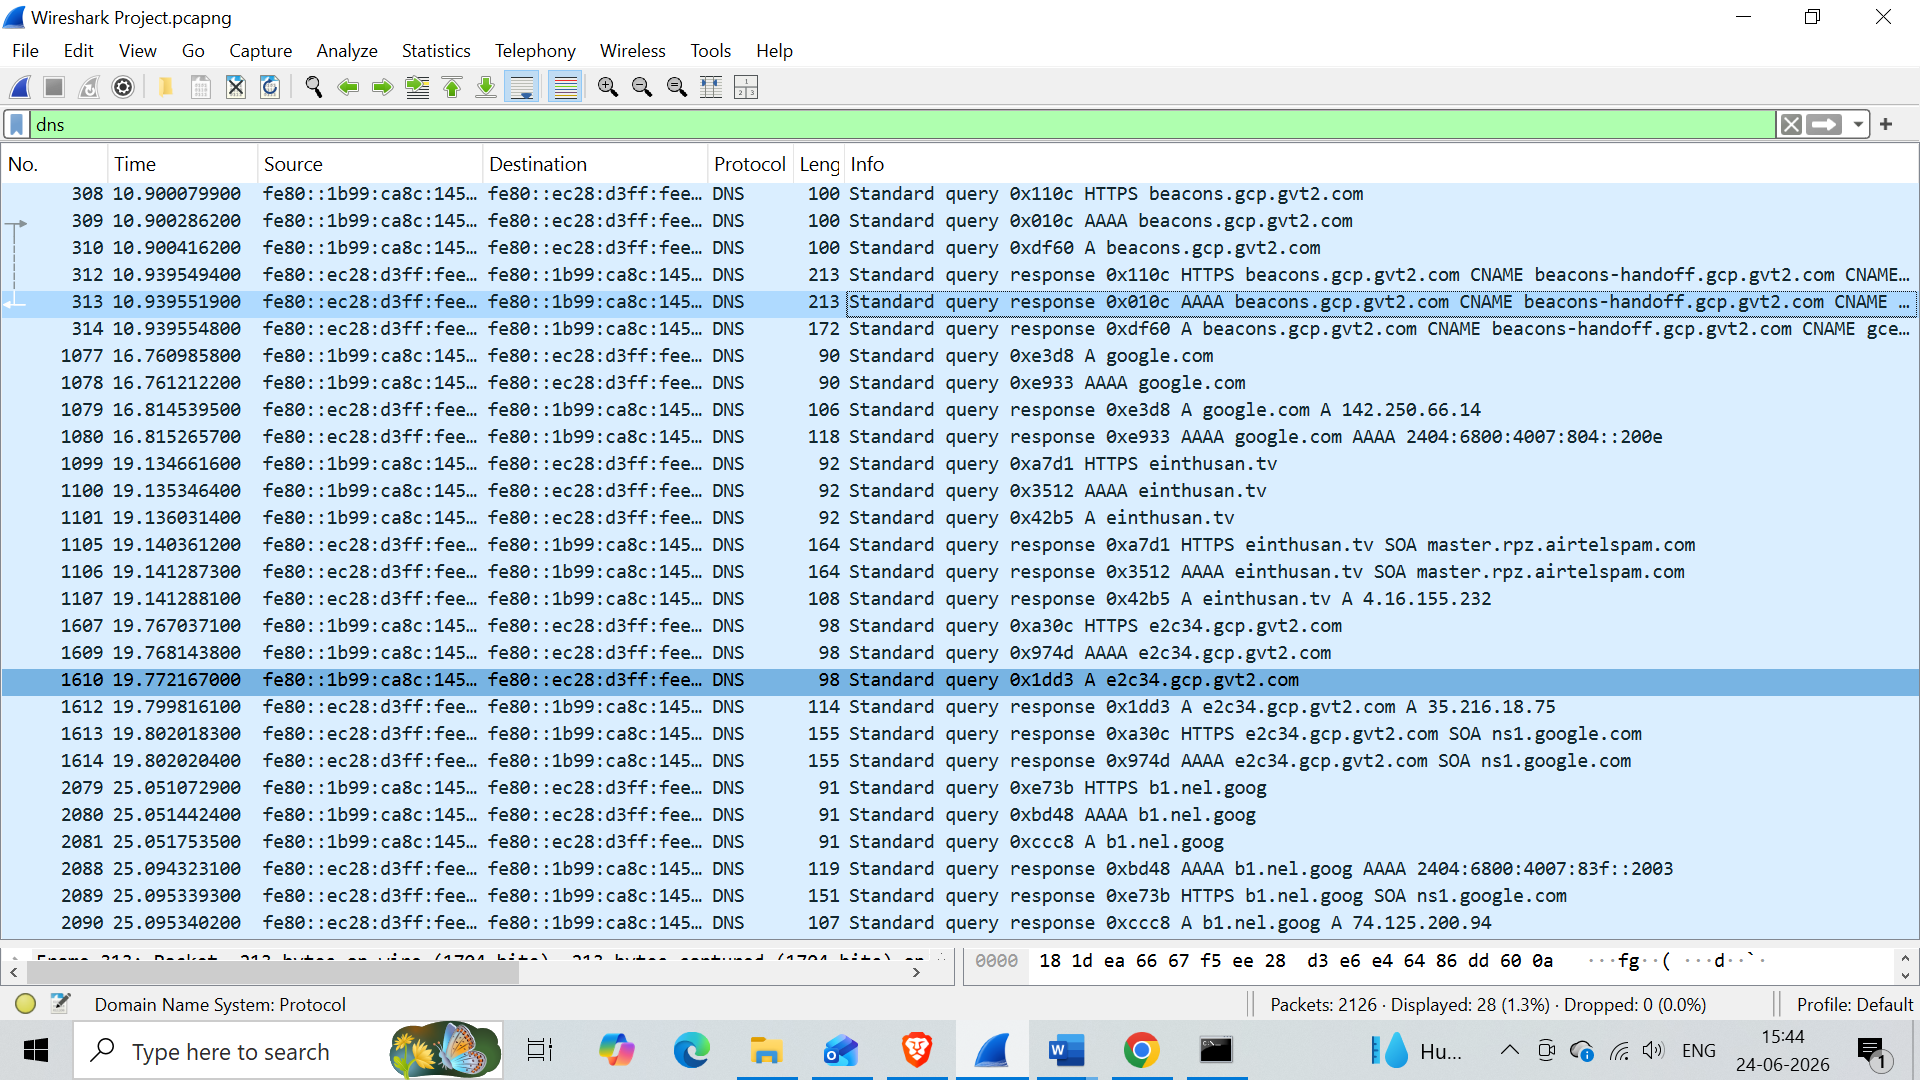 Wireshark Project.pcapng
File Edit View Go Capture Analyze Statistics Telephony Wireless Tools Help
dns
No. Time Source Destination Protocol Leng Info
308 10.900079900 fe80::1b99:ca8c:145… fe80::ec28:d3ff:fee… DNS 100 Standard query 0x110c HTTPS beacons.gcp.gvt2.com
309 10.900286200 fe80::1b99:ca8c:145… fe80::ec28:d3ff:fee… DNS 100 Standard query 0x010c AAAA beacons.gcp.gvt2.com
310 10.900416200 fe80::1b99:ca8c:145… fe80::ec28:d3ff:fee… DNS 100 Standard query 0xdf60 A beacons.gcp.gvt2.com
312 10.939549400 fe80::ec28:d3ff:fee… fe80::1b99:ca8c:145… DNS 213 Standard query response 0x110c HTTPS beacons.gcp.gvt2.com CNAME beacons-handoff.gcp.gvt2.com CNAME…
313 10.939551900 fe80::ec28:d3ff:fee… fe80::1b99:ca8c:145… DNS 213 Standard query response 0x010c AAAA beacons.gcp.gvt2.com CNAME beacons-handoff.gcp.gvt2.com CNAME …
314 10.939554800 fe80::ec28:d3ff:fee… fe80::1b99:ca8c:145… DNS 172 Standard query response 0xdf60 A beacons.gcp.gvt2.com CNAME beacons-handoff.gcp.gvt2.com CNAME gce…
1077 16.760985800 fe80::1b99:ca8c:145… fe80::ec28:d3ff:fee… DNS 90 Standard query 0xe3d8 A google.com
1078 16.761212200 fe80::1b99:ca8c:145… fe80::ec28:d3ff:fee… DNS 90 Standard query 0xe933 AAAA google.com
1079 16.814539500 fe80::ec28:d3ff:fee… fe80::1b99:ca8c:145… DNS 106 Standard query response 0xe3d8 A google.com A 142.250.66.14
1080 16.815265700 fe80::ec28:d3ff:fee… fe80::1b99:ca8c:145… DNS 118 Standard query response 0xe933 AAAA google.com AAAA 2404:6800:4007:804::200e
1099 19.134661600 fe80::1b99:ca8c:145… fe80::ec28:d3ff:fee… DNS 92 Standard query 0xa7d1 HTTPS einthusan.tv
1100 19.135346400 fe80::1b99:ca8c:145… fe80::ec28:d3ff:fee… DNS 92 Standard query 0x3512 AAAA einthusan.tv
1101 19.136031400 fe80::1b99:ca8c:145… fe80::ec28:d3ff:fee… DNS 92 Standard query 0x42b5 A einthusan.tv
1105 19.140361200 fe80::ec28:d3ff:fee… fe80::1b99:ca8c:145… DNS 164 Standard query response 0xa7d1 HTTPS einthusan.tv SOA master.rpz.airtelspam.com
1106 19.141287300 fe80::ec28:d3ff:fee… fe80::1b99:ca8c:145… DNS 164 Standard query response 0x3512 AAAA einthusan.tv SOA master.rpz.airtelspam.com
1107 19.141288100 fe80::ec28:d3ff:fee… fe80::1b99:ca8c:145… DNS 108 Standard query response 0x42b5 A einthusan.tv A 4.16.155.232
1607 19.767037100 fe80::1b99:ca8c:145… fe80::ec28:d3ff:fee… DNS 98 Standard query 0xa30c HTTPS e2c34.gcp.gvt2.com
1609 19.768143800 fe80::1b99:ca8c:145… fe80::ec28:d3ff:fee… DNS 98 Standard query 0x974d AAAA e2c34.gcp.gvt2.com
1610 19.772167000 fe80::1b99:ca8c:145… fe80::ec28:d3ff:fee… DNS 98 Standard query 0x1dd3 A e2c34.gcp.gvt2.com
1612 19.799816100 fe80::ec28:d3ff:fee… fe80::1b99:ca8c:145… DNS 114 Standard query response 0x1dd3 A e2c34.gcp.gvt2.com A 35.216.18.75
1613 19.802018300 fe80::ec28:d3ff:fee… fe80::1b99:ca8c:145… DNS 155 Standard query response 0xa30c HTTPS e2c34.gcp.gvt2.com SOA ns1.google.com
1614 19.802020400 fe80::ec28:d3ff:fee… fe80::1b99:ca8c:145… DNS 155 Standard query response 0x974d AAAA e2c34.gcp.gvt2.com SOA ns1.google.com
2079 25.051072900 fe80::1b99:ca8c:145… fe80::ec28:d3ff:fee… DNS 91 Standard query 0xe73b HTTPS b1.nel.goog
2080 25.051442400 fe80::1b99:ca8c:145… fe80::ec28:d3ff:fee… DNS 91 Standard query 0xbd48 AAAA b1.nel.goog
2081 25.051753500 fe80::1b99:ca8c:145… fe80::ec28:d3ff:fee… DNS 91 Standard query 0xccc8 A b1.nel.goog
2088 25.094323100 fe80::ec28:d3ff:fee… fe80::1b99:ca8c:145… DNS 119 Standard query response 0xbd48 AAAA b1.nel.goog AAAA 2404:6800:4007:83f::2003
2089 25.095339300 fe80::ec28:d3ff:fee… fe80::1b99:ca8c:145… DNS 151 Standard query response 0xe73b HTTPS b1.nel.goog SOA ns1.google.com
2090 25.095340200 fe80::ec28:d3ff:fee… fe80::1b99:ca8c:145… DNS 107 Standard query response 0xccc8 A b1.nel.goog A 74.125.200.94
Frame 313: Packet, 213 bytes on wire (1704 bits), 213 bytes captured (1704 bits) on
0000 18 1d ea 66 67 f5 ee 28 d3 e6 e4 64 86 dd 60 0a ···fg··( ···d··`·
Domain Name System: Protocol
Packets: 2126 · Displayed: 28 (1.3%) · Dropped: 0 (0.0%)
Profile: Default
Type here to search
Hu...
ENG
15:44
24-06-2026
1